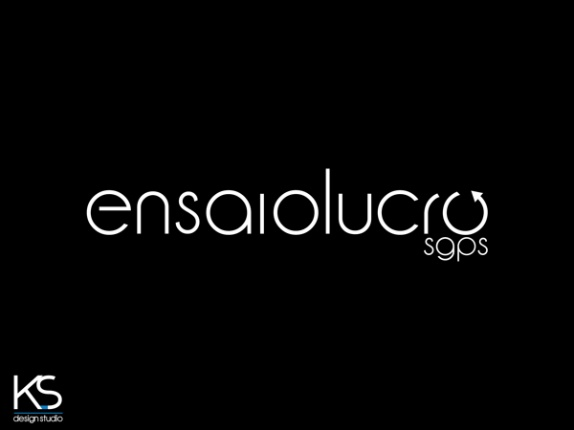 ensaiolucro
sgps
KS
design studio